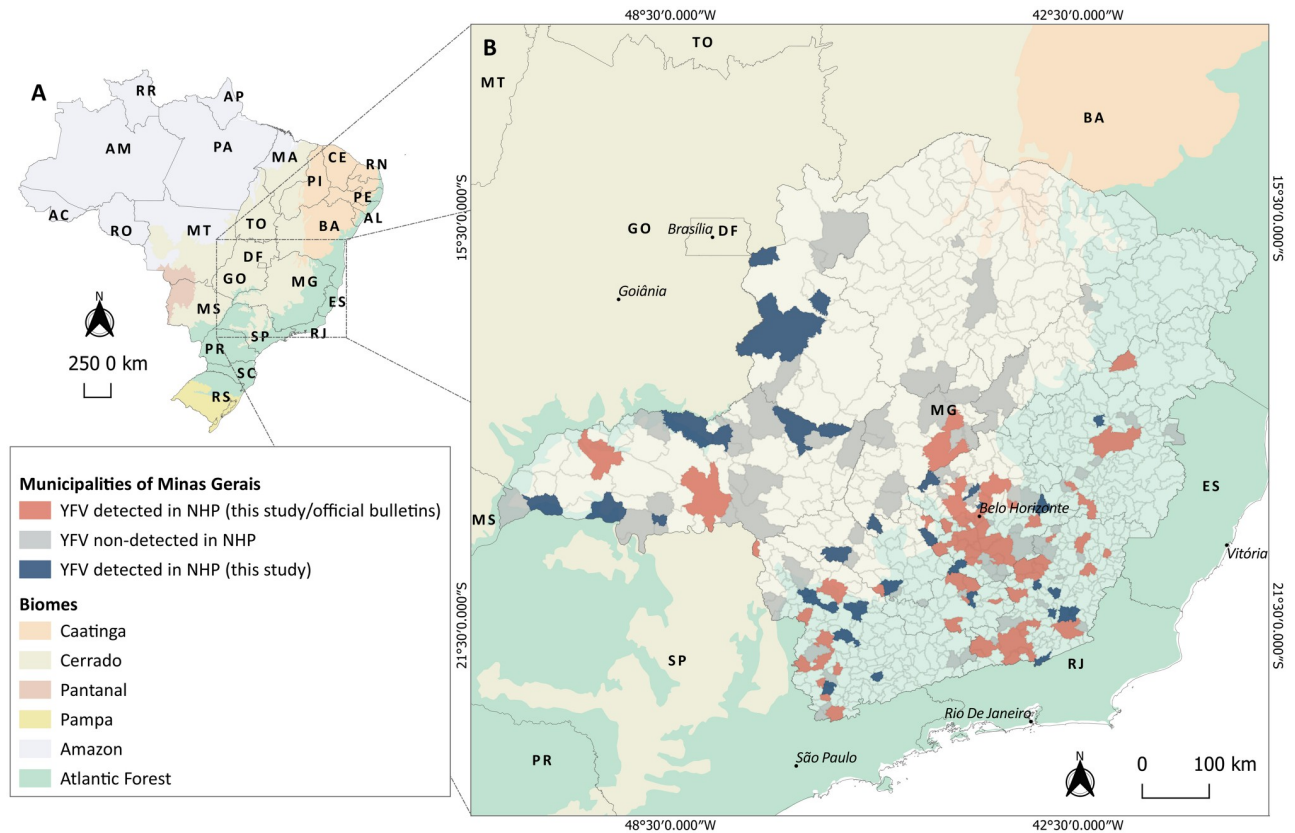 48°30′0.000″W
42°30′0.000″W
A
RR
AP
AM
PA
MA
CE
RN
PI
PE
AC
RO
MT
TO
BA
AL
DF
GO
MG
MS
ES
SP
RJ
PR
SC
RS
N
250 0 km
B
TO
MT
BA
GO
Brasília
DF
Goiânia
MG
MS
ES
Belo Horizonte
Vitória
SP
RJ
Rio De Janeiro
PR
São Paulo
N
0 100 km
15°30′0.000″S
15°30′0.000″S
21°30′0.000″S
21°30′0.000″S
Municipalities of Minas Gerais
YFV detected in NHP (this study/official bulletins)
YFV non-detected in NHP
YFV detected in NHP (this study)
Biomes
Caatinga
Cerrado
Pantanal
Pampa
Amazon
Atlantic Forest
48°30′0.000″W
42°30′0.000″W